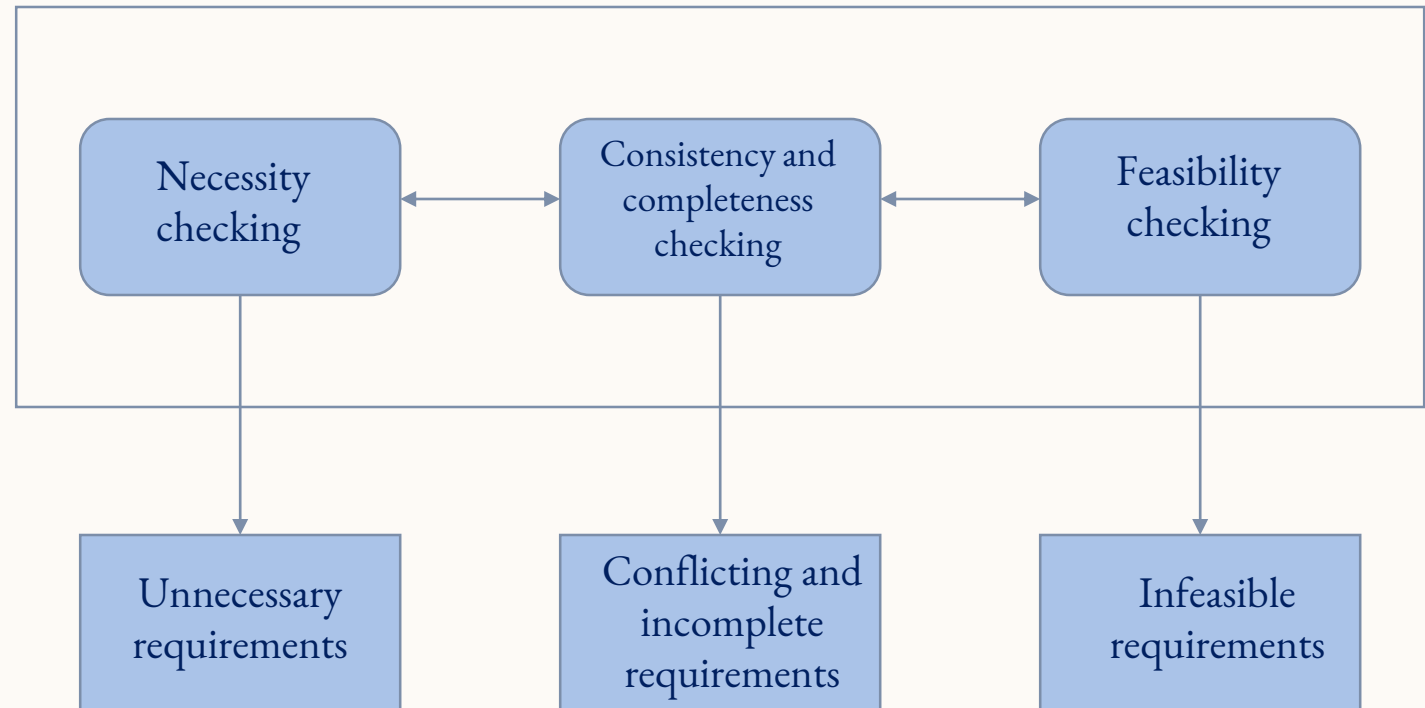 Necessity
checking
Consistency and
completeness
checking
Feasibility
checking
Unnecessary
requirements
Conflicting and
incomplete
requirements
Infeasible
requirements